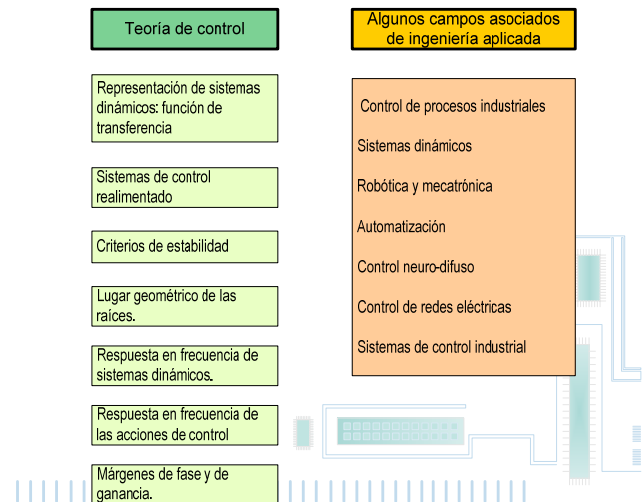 Teoría de control
Representación de sistemas
dinámicos: función de
transferencia
Sistemas de control
realimentado
Criterios de estabilidad
Lugar geométrico de las
raíces.
Respuesta en frecuencia de
sistemas dinámicos.
Respuesta en frecuencia de
las acciones de control
Márgenes de fase y de
ganancia.
Algunos campos asociados
de ingeniería aplicada
Control de procesos industriales
Sistemas dinámicos
Robótica y mecatrónica
Automatización
Control neuro-difuso
Control de redes eléctricas
Sistemas de control industrial